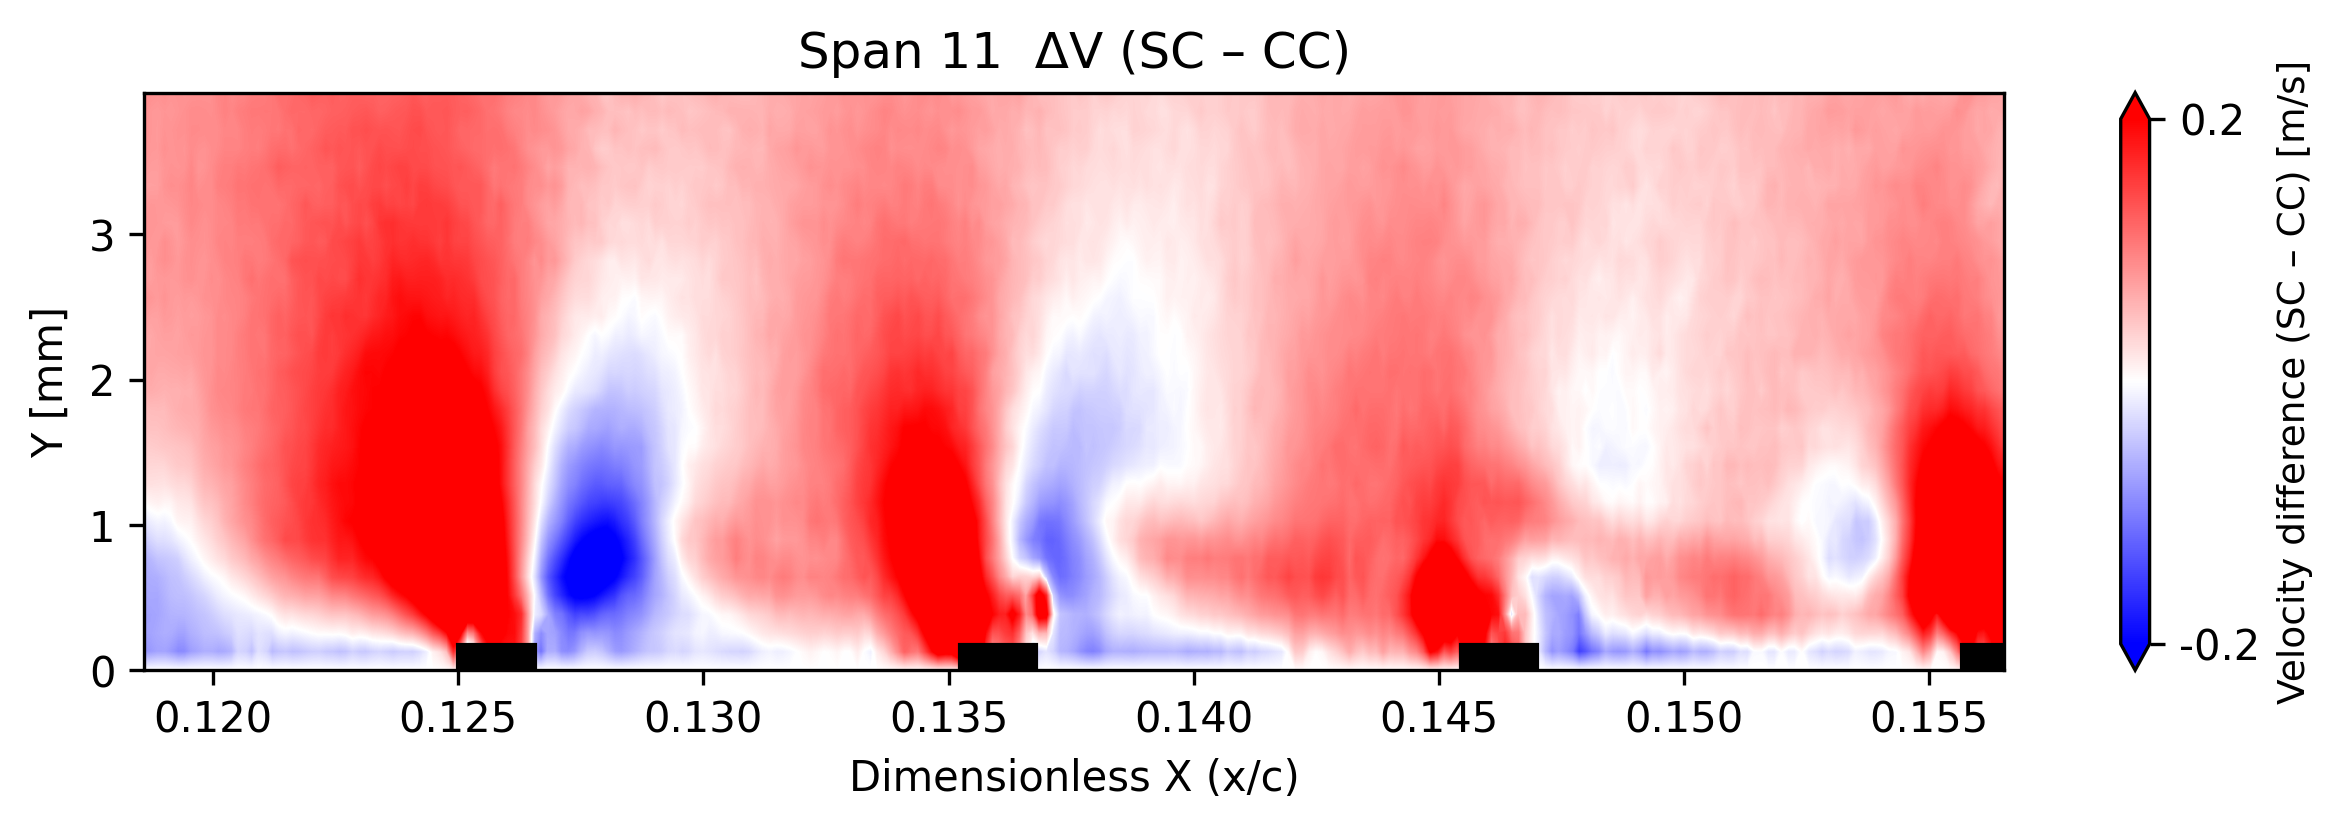 Span 11  ΔV (SC – CC)
3
2
1
0
Y [mm]
0.120 0.125 0.130 0.135 0.140 0.145 0.150 0.155
Dimensionless X (x/c)
0.2
-0.2
Velocity difference (SC – CC) [m/s]